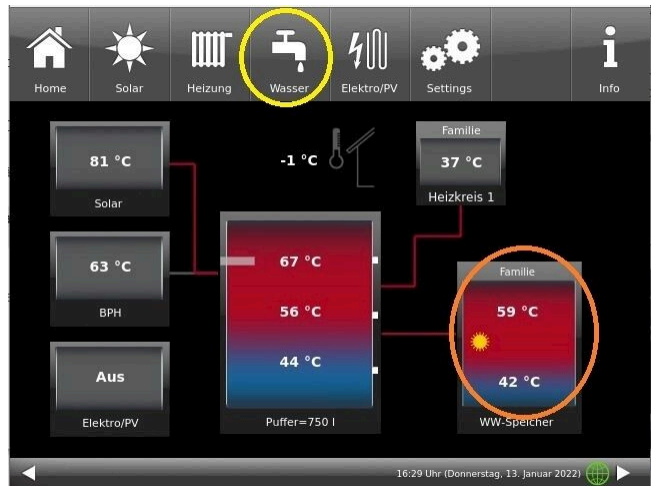 Home
Solar
Heizung
Wasser
Elektro/PV
Settings
Info
81 °C
Solar
-1 °C
Familie
37 °C
Heizkreis 1
63 °C
BPH
67 °C
56 °C
44 °C
Puffer=750 l
Familie
59 °C
42 °C
WW-Speicher
Aus
Elektro/PV
16:29 Uhr (Donnerstag, 13. Januar 2022)